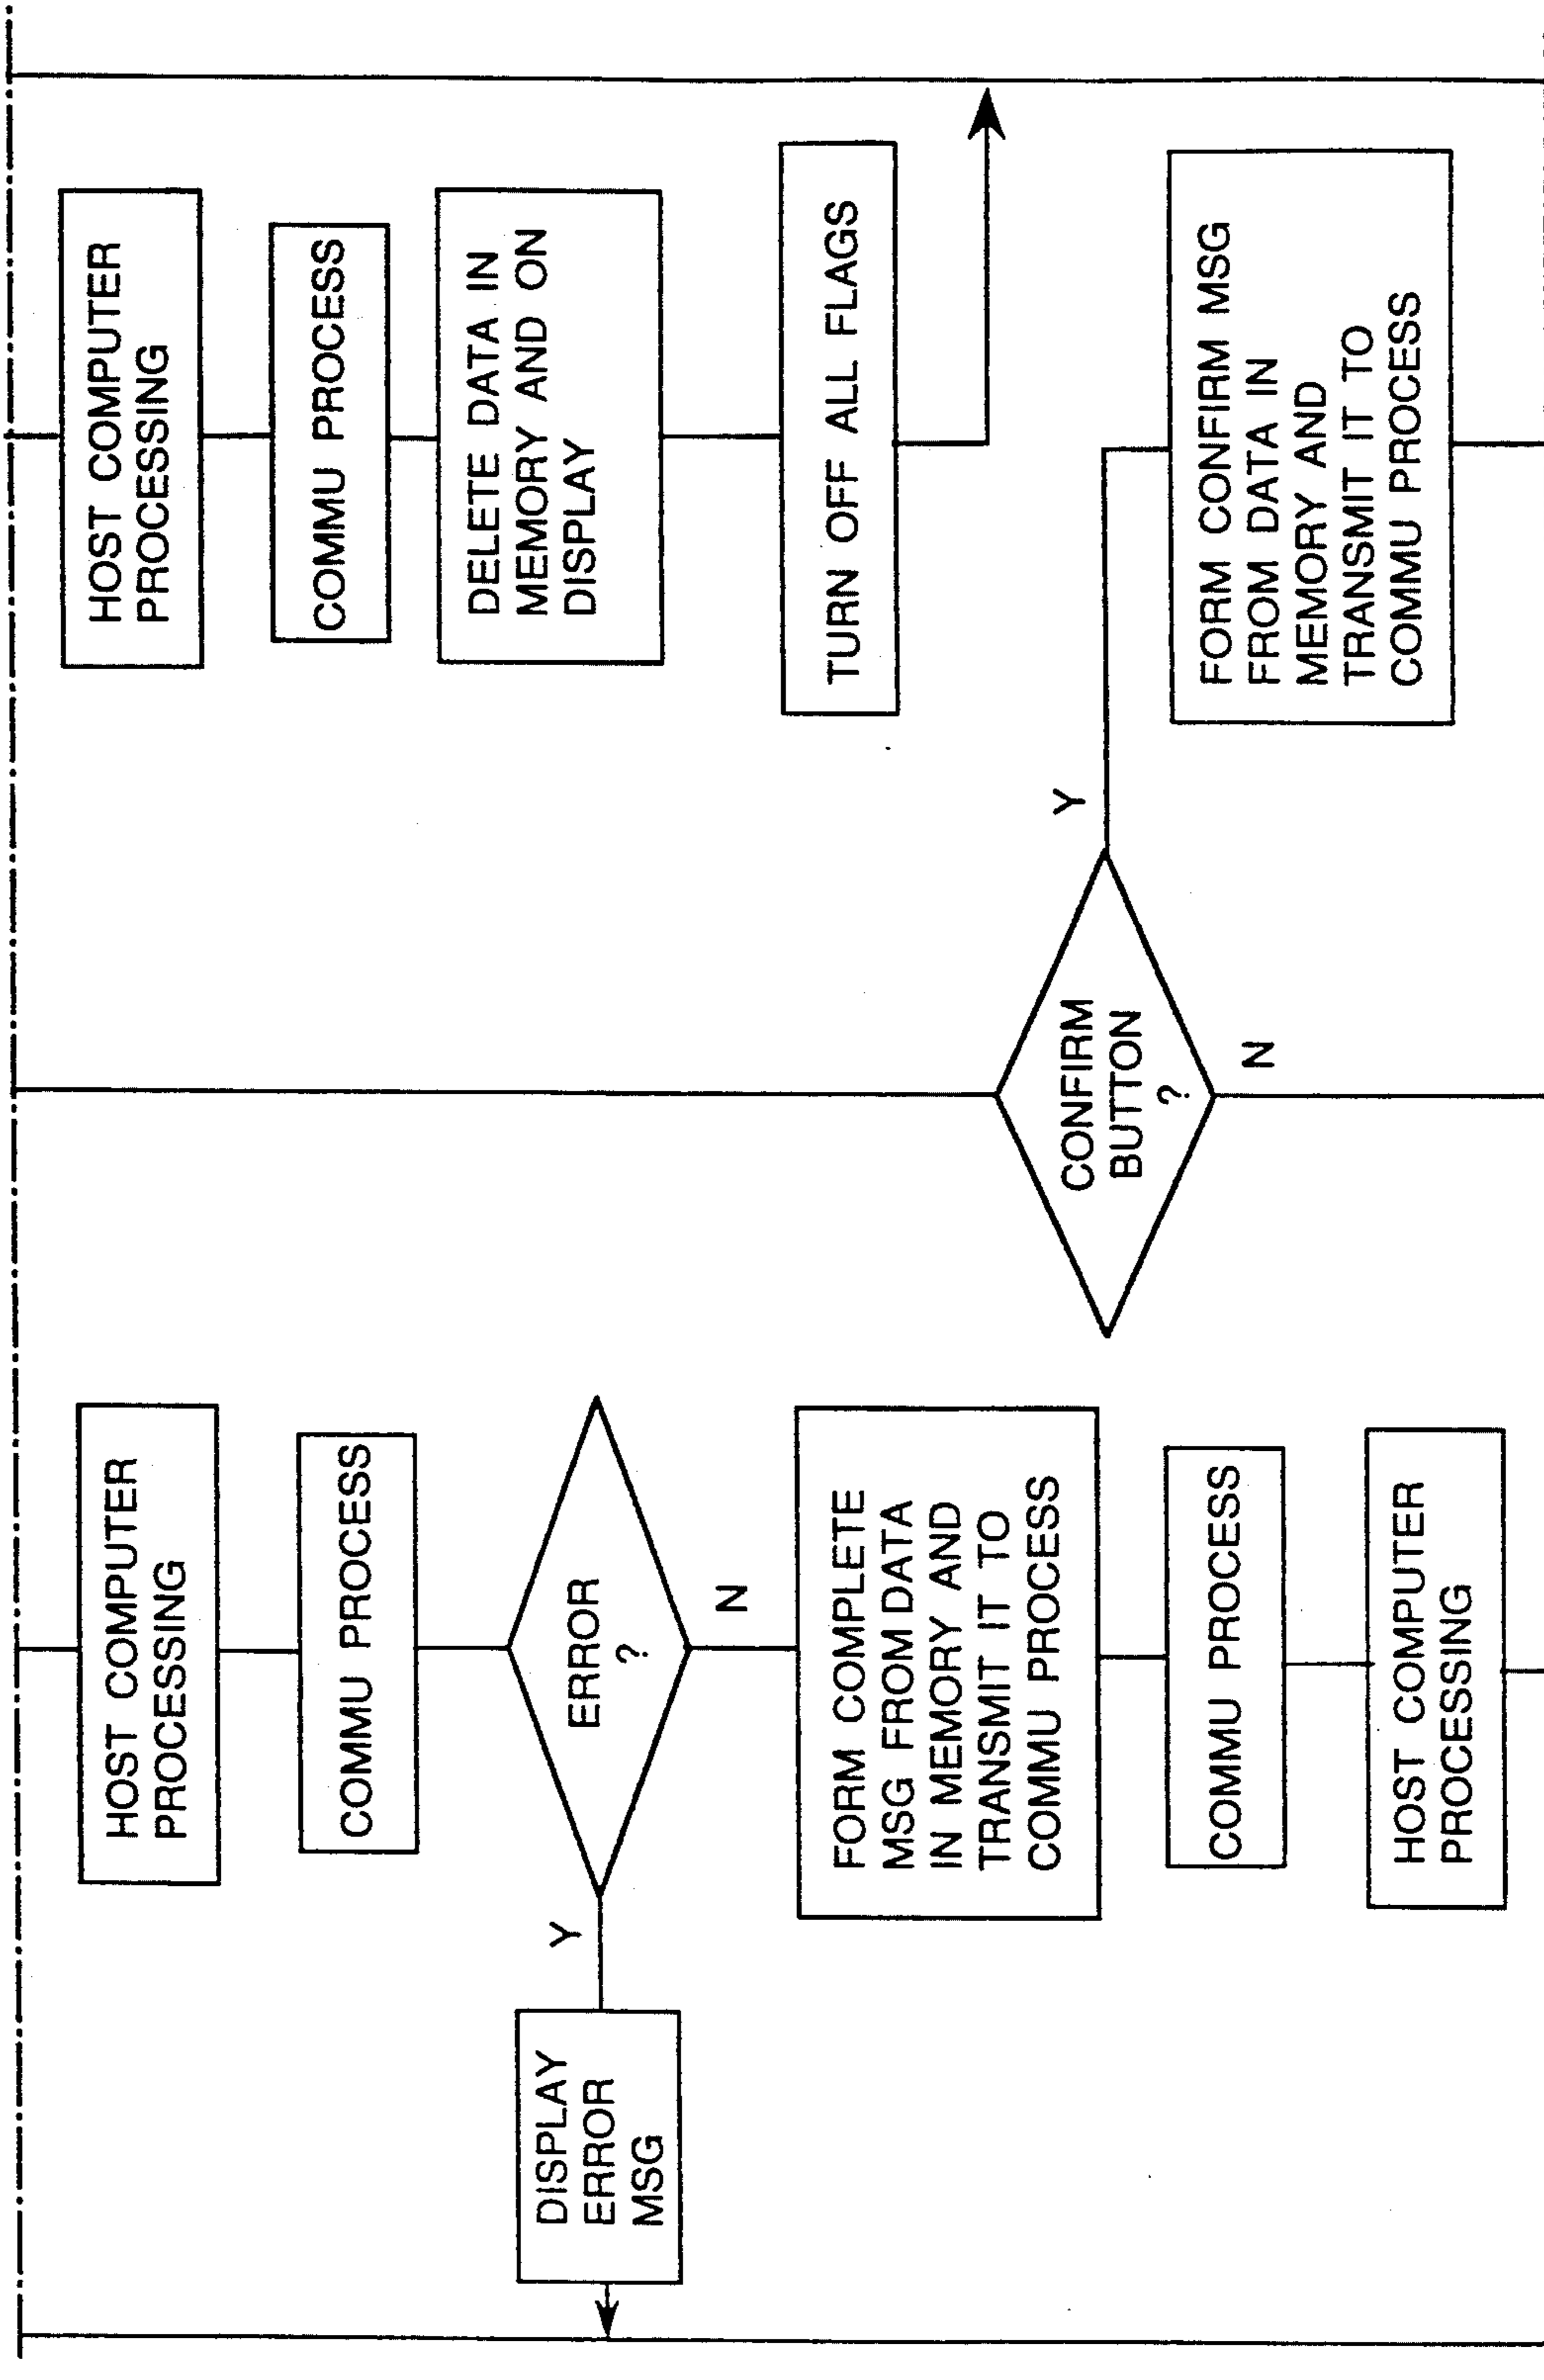 HOST COMPUTER
PROCESSING
COMMU PROCESS
ERROR
?
Y
DISPLAY
ERROR
MSG
N
FORM COMPLETE
MSG FROM DATA
IN MEMORY AND
TRANSMIT IT TO
COMMU PROCESS
COMMU PROCESS
HOST COMPUTER
PROCESSING
HOST COMPUTER
PROCESSING
COMMU PROCESS
DELETE DATA IN
MEMORY AND ON
DISPLAY
TURN OFF ALL FLAGS
CONFIRM
BUTTON
?
Y
N
FORM CONFIRM MSG
FROM DATA IN
MEMORY AND
TRANSMIT IT TO
COMMU PROCESS